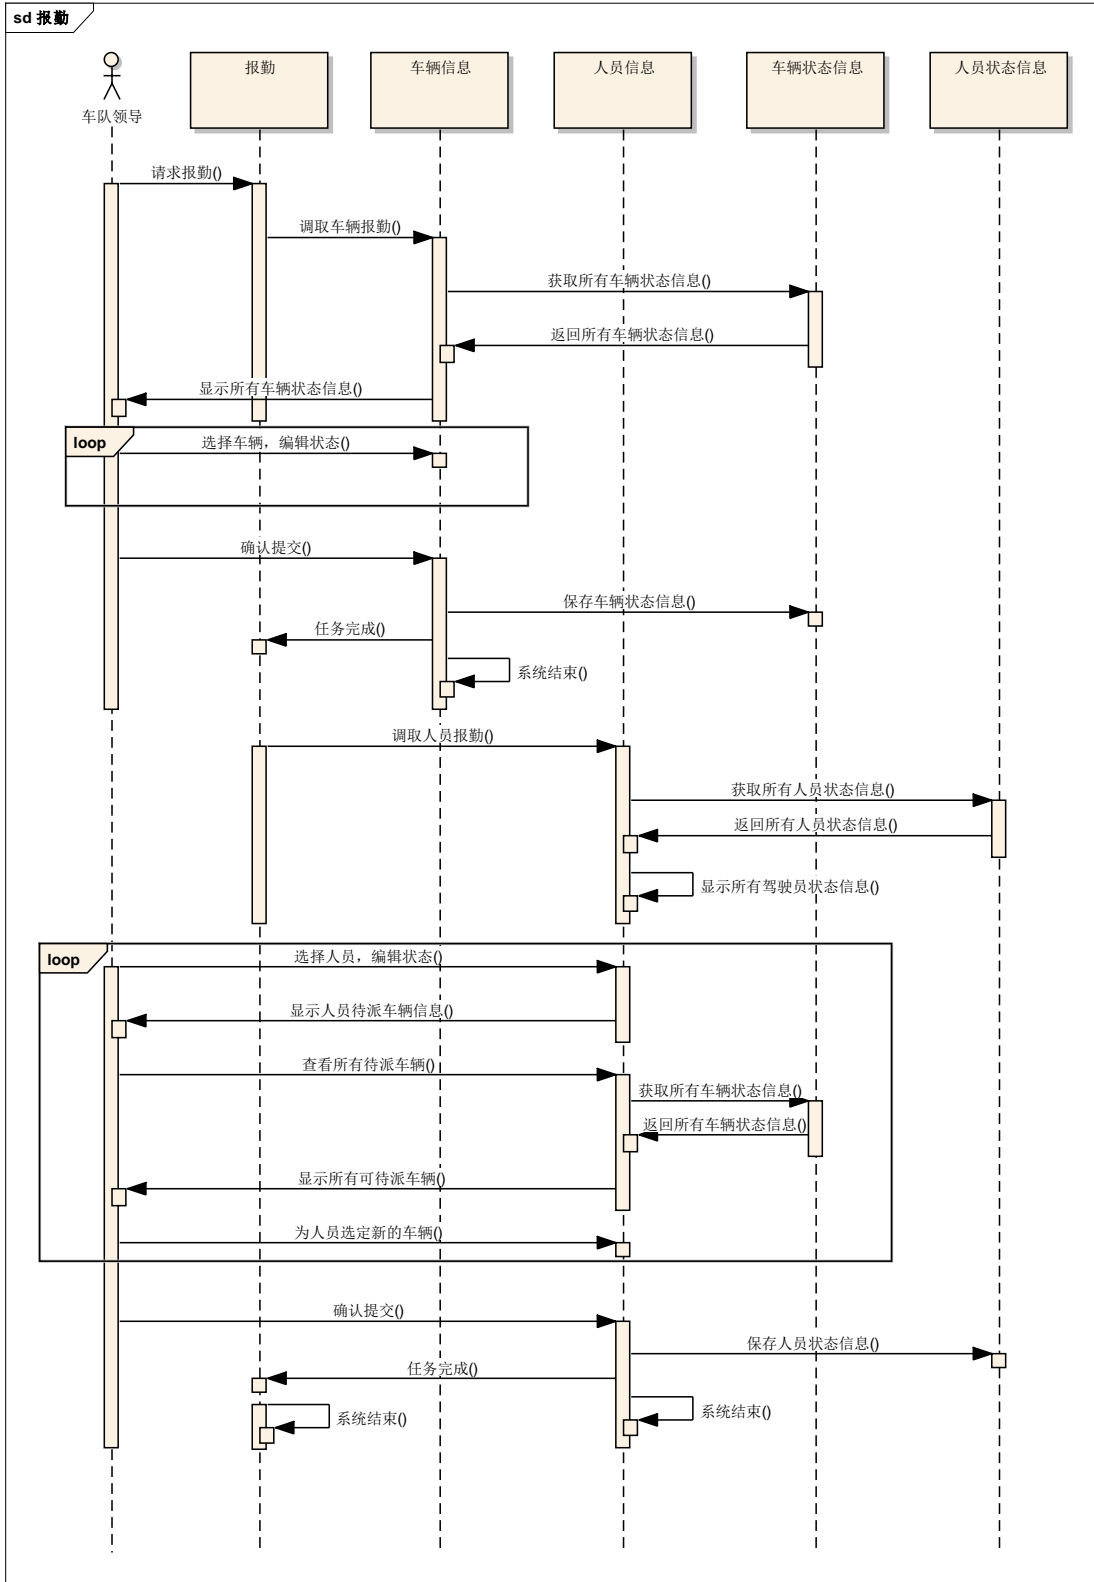 sd 报勤
报勤
车辆信息
人员信息
车辆状态信息
人员状态信息
车队领导
请求报勤()
调取车辆报勤()
获取所有车辆状态信息()
返回所有车辆状态信息()
显示所有车辆状态信息()
loop
选择车辆，编辑状态()
确认提交()
保存车辆状态信息()
任务完成()
系统结束()
调取人员报勤()
获取所有人员状态信息()
返回所有人员状态信息()
显示所有驾驶员状态信息()
loop
选择人员，编辑状态()
显示人员待派车辆信息()
查看所有待派车辆()
获取所有车辆状态信息()
返回所有车辆状态信息()
显示所有可待派车辆()
为人员选定新的车辆()
确认提交()
保存人员状态信息()
任务完成()
系统结束()
系统结束()